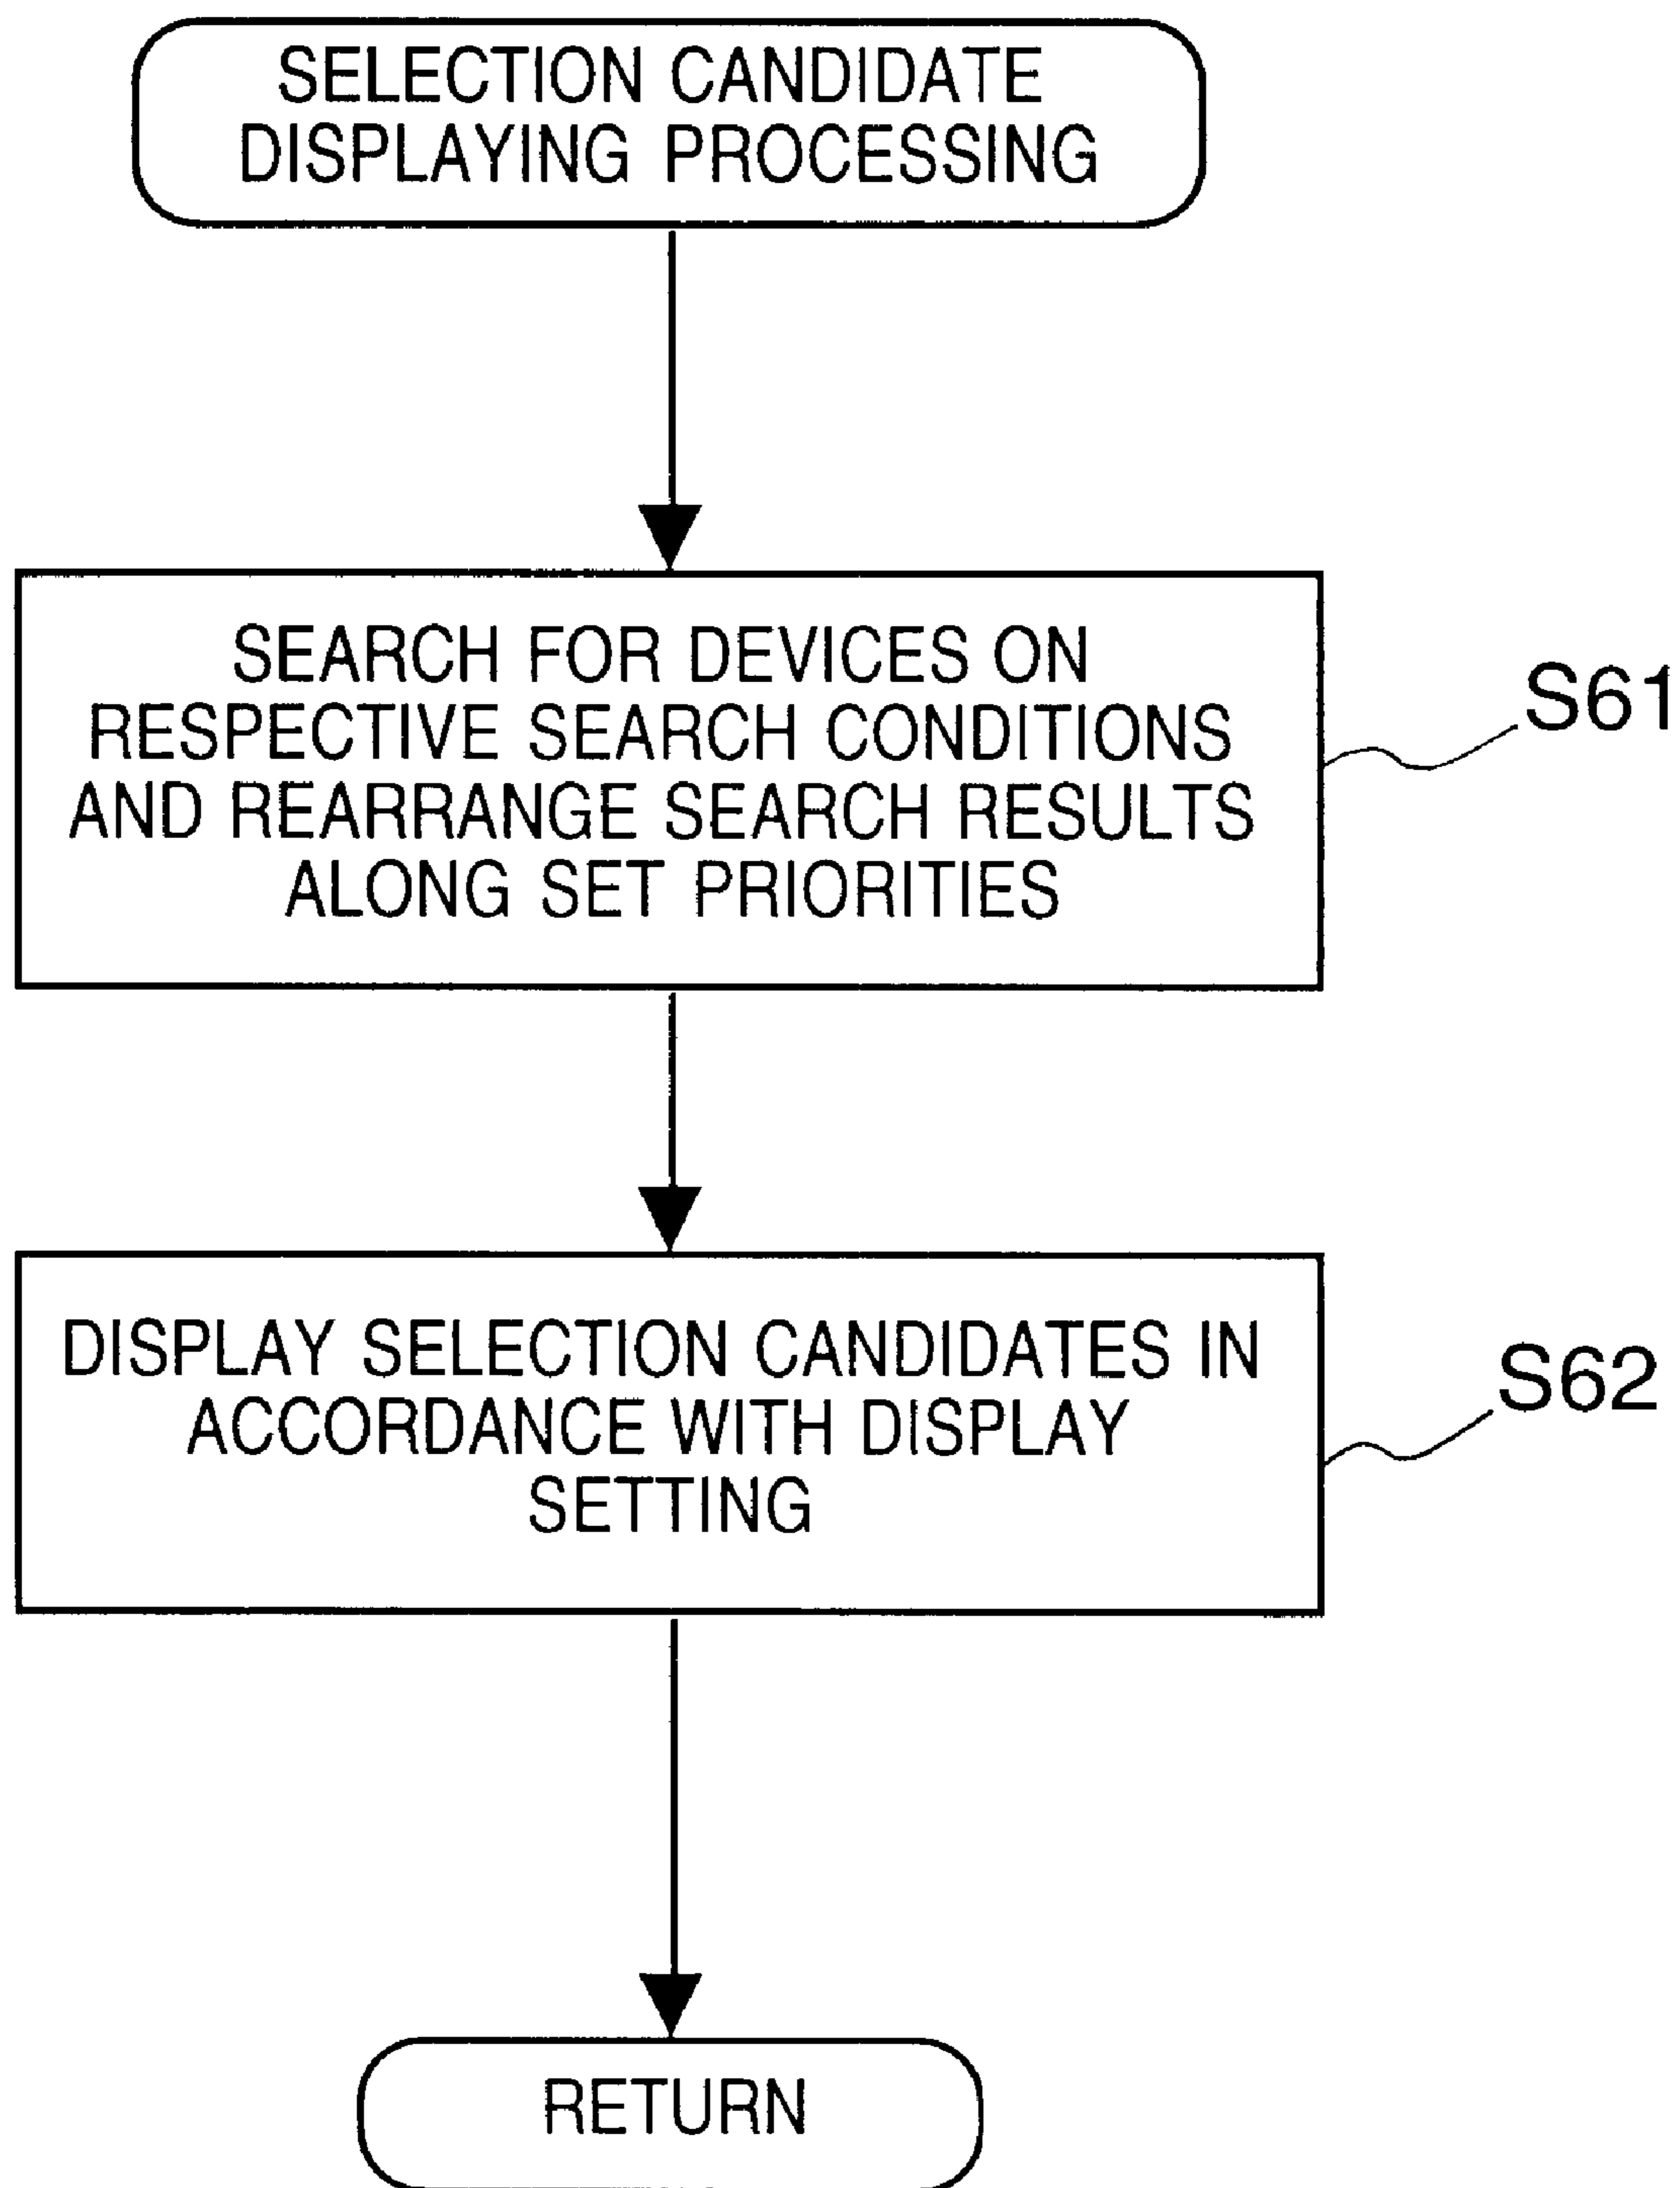 SELECTION CANDIDATE
DISPLAYING PROCESSING
SEARCH FOR DEVICES ON
RESPECTIVE SEARCH CONDITIONS
AND REARRANGE SEARCH RESULTS
ALONG SET PRIORITIES
S61
DISPLAY SELECTION CANDIDATES IN
ACCORDANCE WITH DISPLAY
SETTING
S62
RETURN